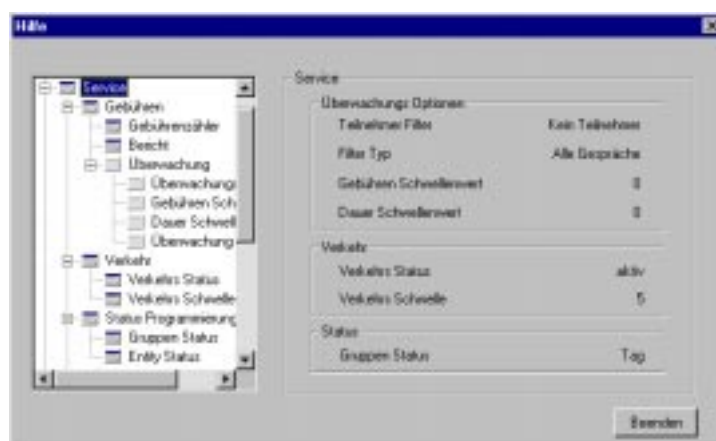 Hilfe
Service
Gebühren
Gebührenzähler
Bericht
Überwachung
Überwachungs
Gebühren Sch
Dauer Schwell
Überwachung
Verkehr
Verkehrs Status
Verkehrs Schwelle
Status Programmierung
Gruppen Status
Entity Status
Service
Überwachungs Optionen
Teilnehmer Filter Kein Teilnehmer
Filter Typ Alle Gespräche
Gebühren Schwellenwert 0
Dauer Schwellenwert 0
Verkehr
Verkehrs Status aktiv
Verkehrs Schwelle 5
Status
Gruppen Status Tag
Beenden